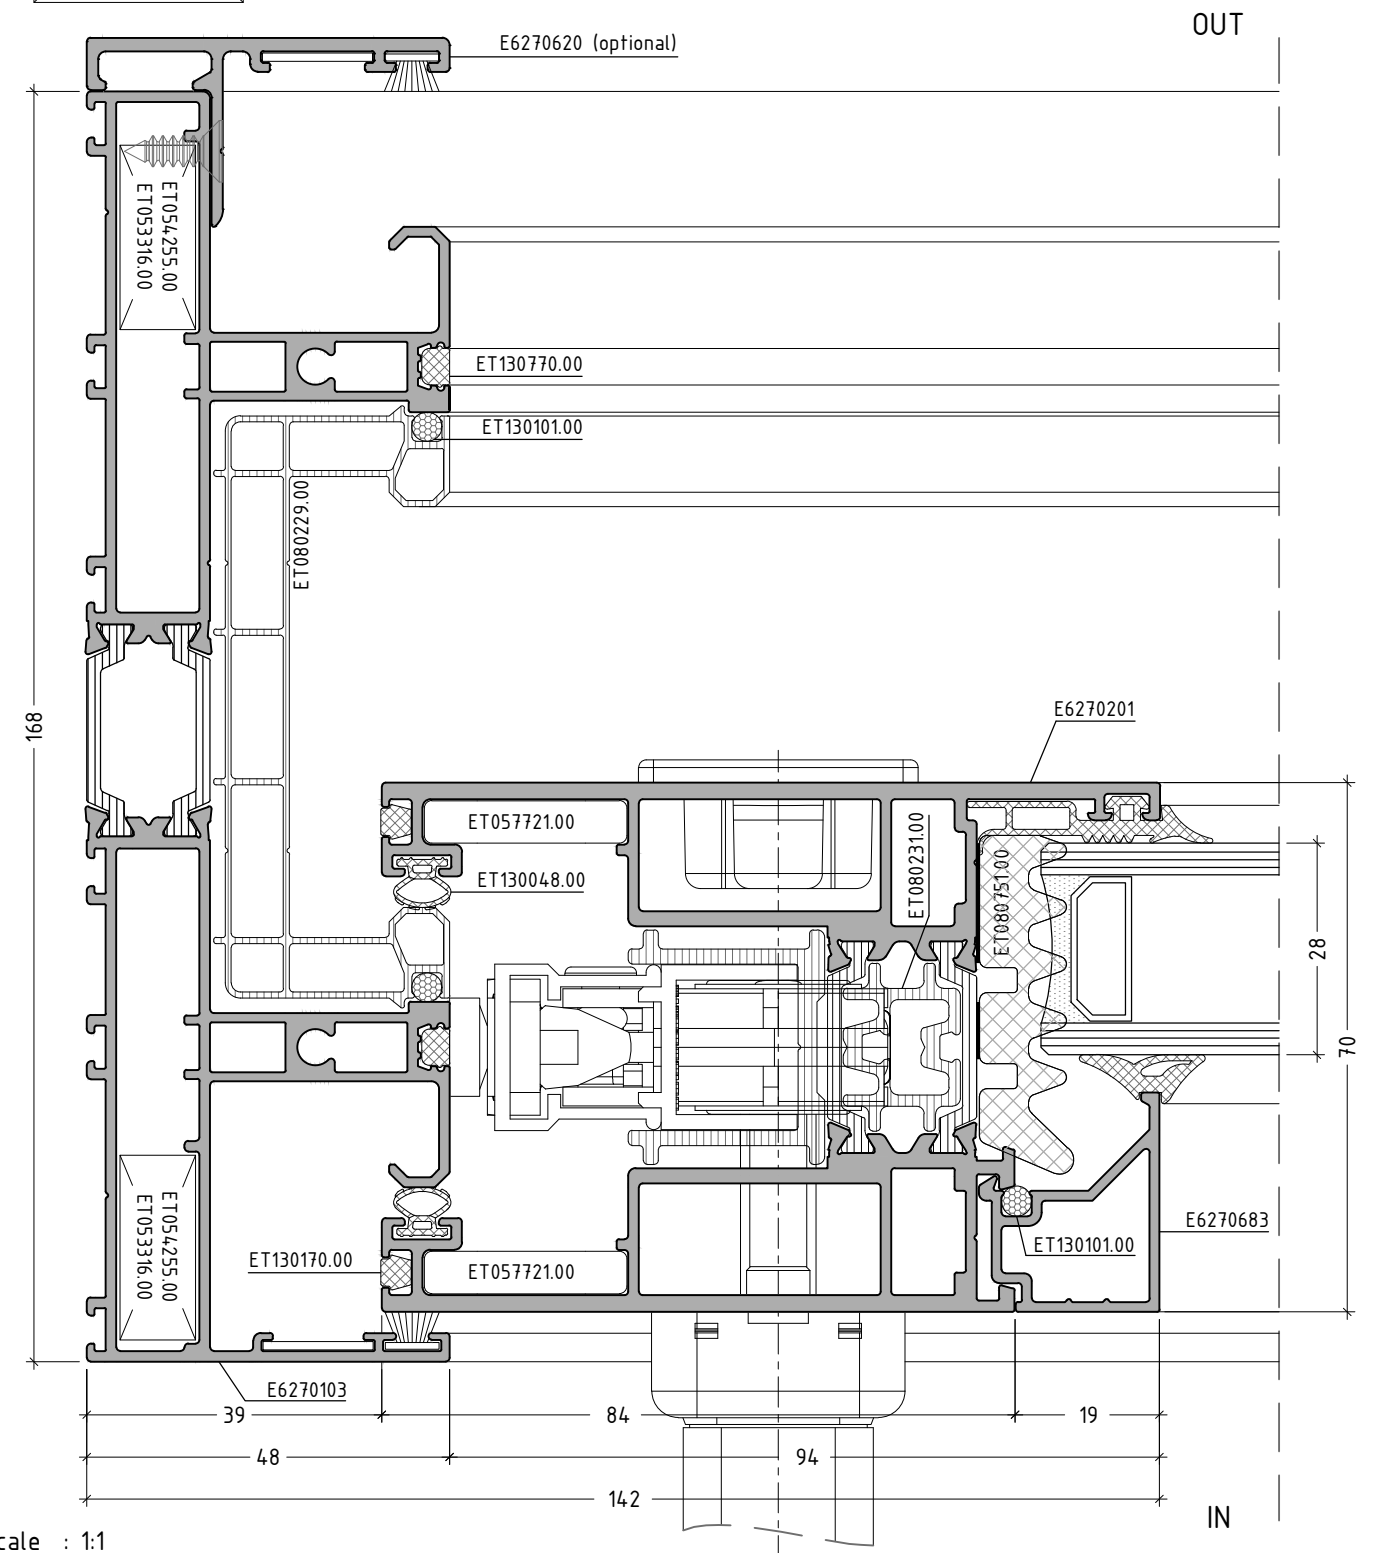 OUT
E6270620 (optional)
ET054255.00
ET053316.00
ET130770.00
ET130101.00
ET080229.00
168
E6270201
ET057721.00
ET080231.00
ET080751.00
ET130048.00
28
70
ET054255.00
ET053316.00
ET130170.00
ET057721.00
ET130101.00
E6270683
E6270103
39
84
19
48
94
142
IN
cale : 1:1